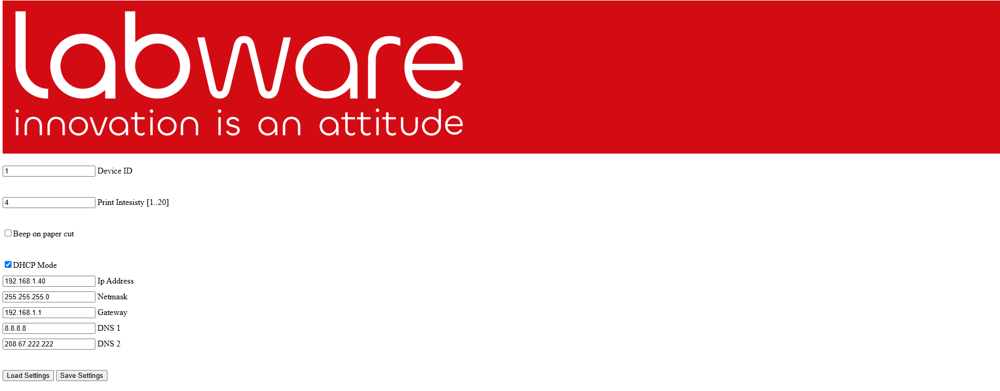 labware
innovation is an attitude
1 Device ID
4 Print Intesisty [1..20]
Beep on paper cut
DHCP Mode
192.168.1.40 Ip Address
255.255.255.0 Netmask
192.168.1.1 Gateway
8.8.8.8 DNS 1
208.67.222.222 DNS 2
Load Settings Save Settings